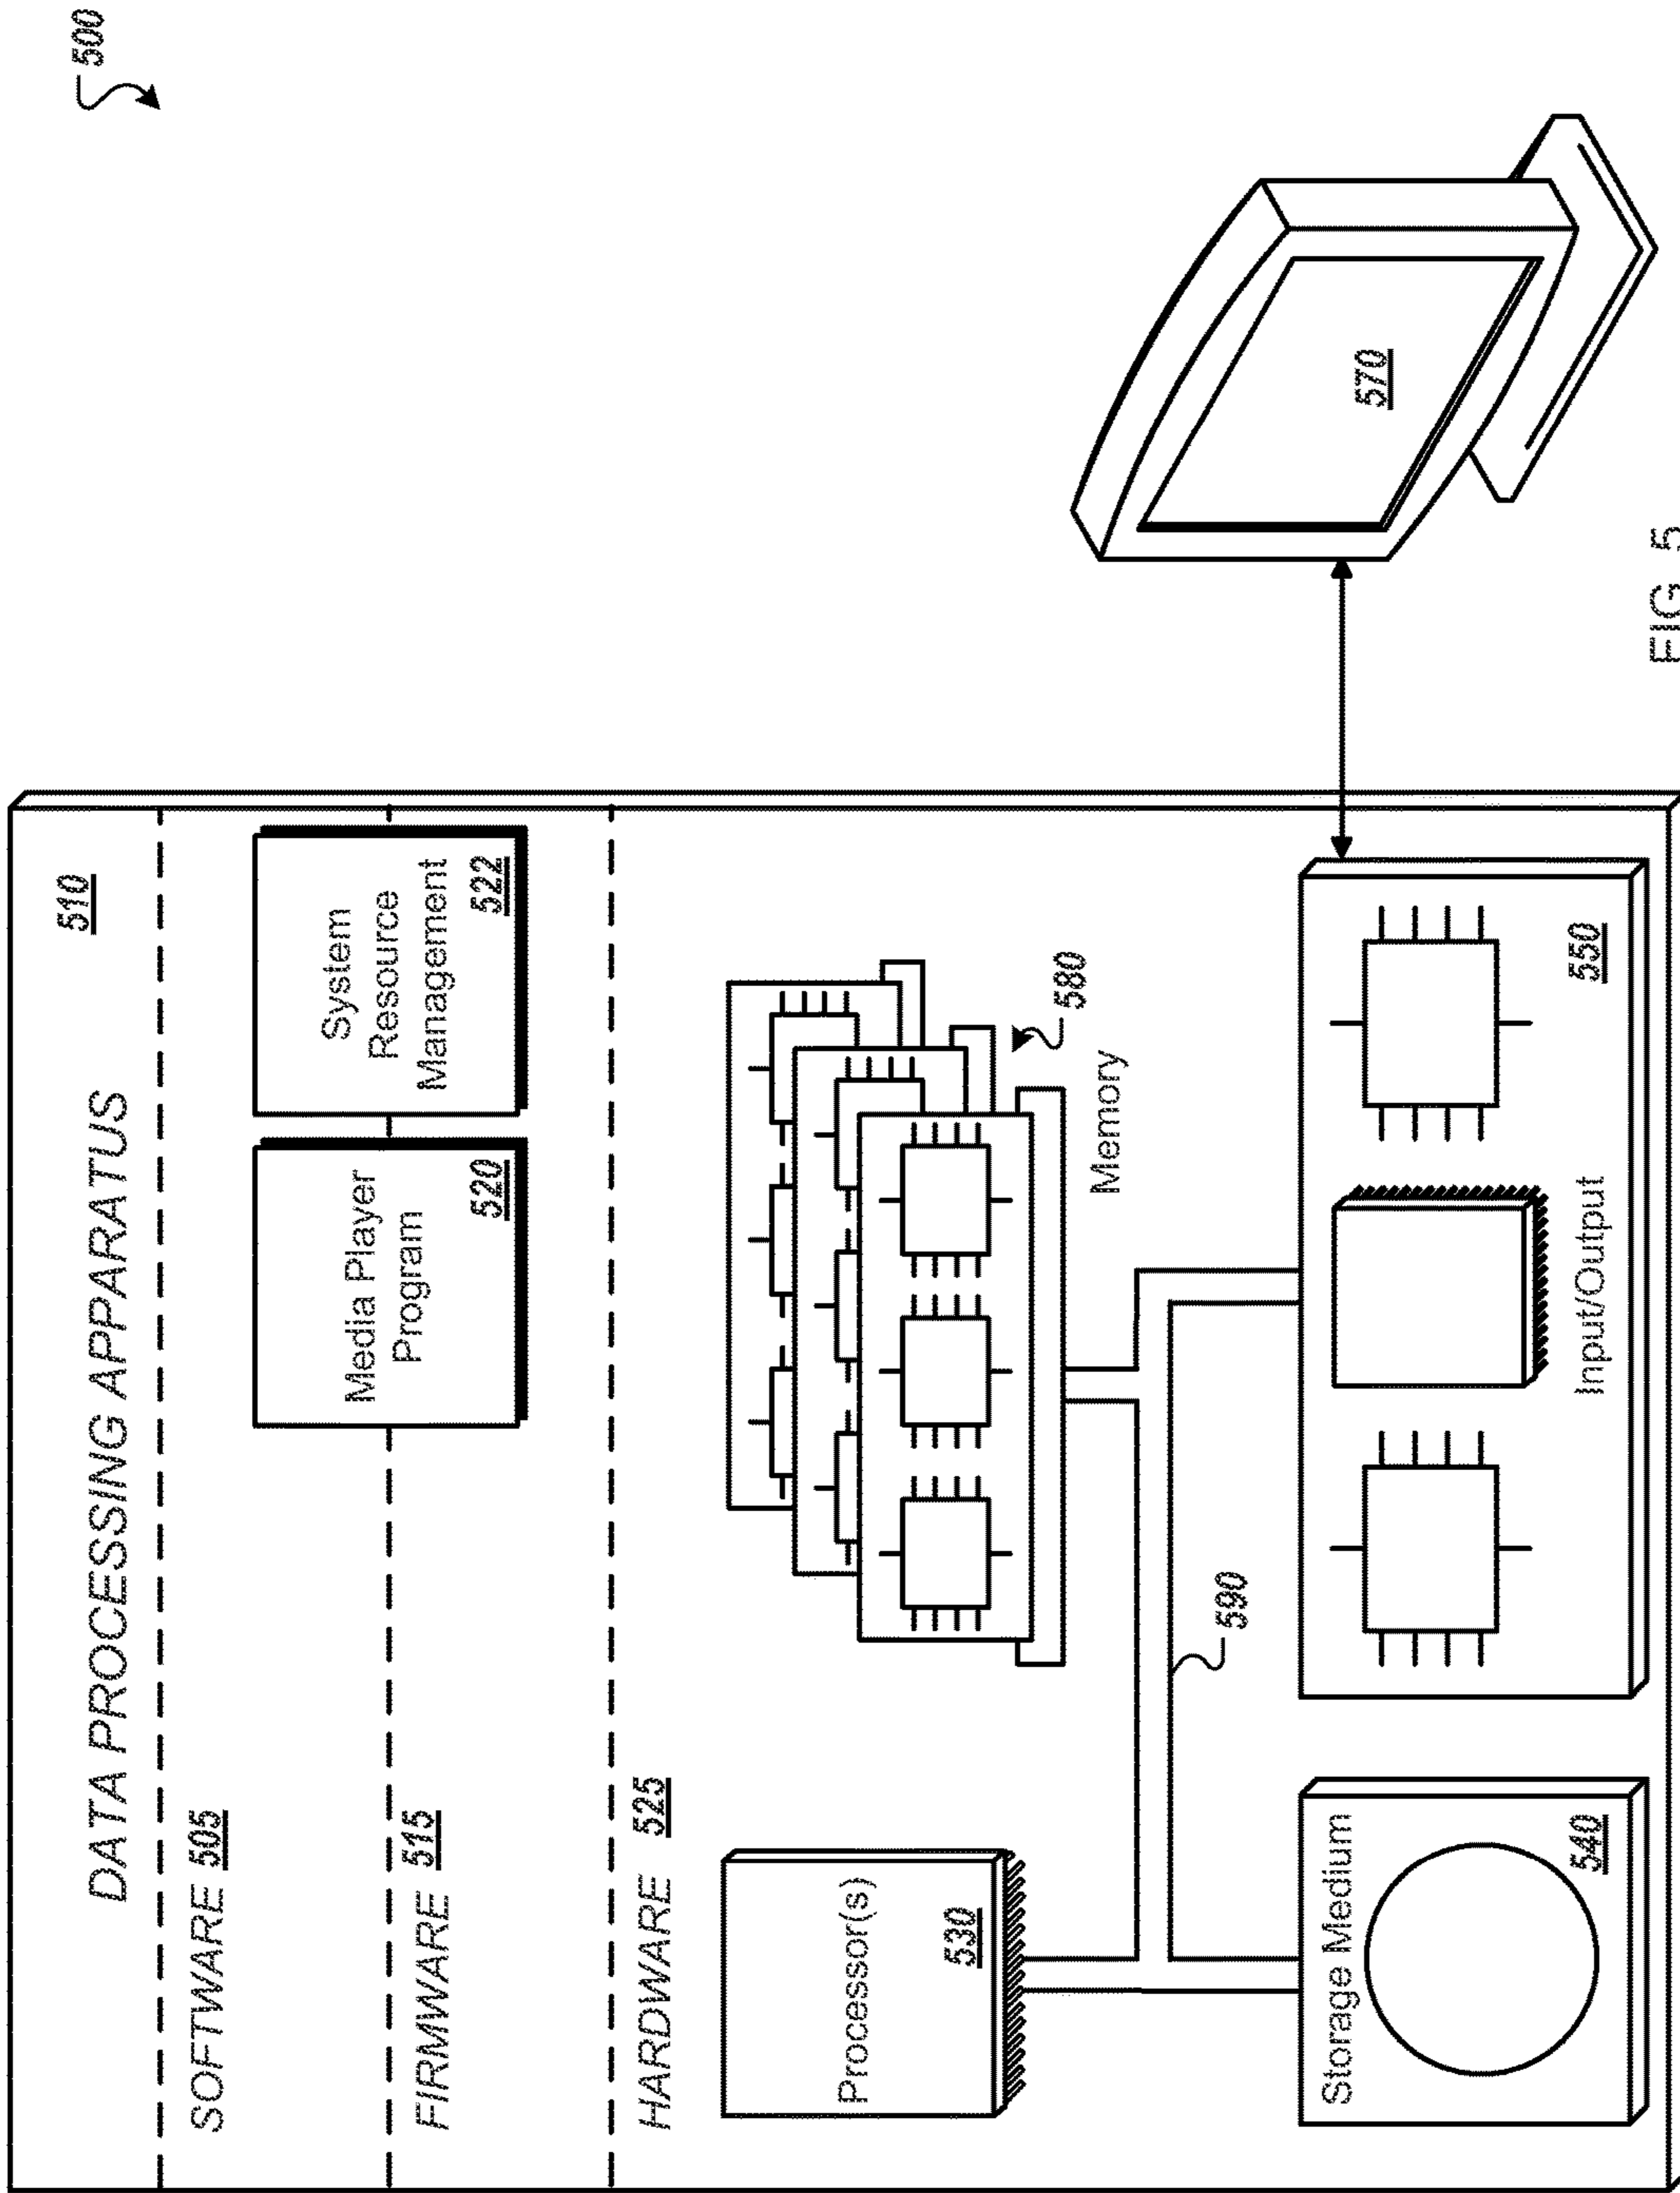 500
DATA PROCESSING APPARATUS
510
SOFTWARE 505
Media Player
Program
520
System
Resource
Management
522
FIRMWARE 515
HARDWARE 525
Processor(s)
530
580
Memory
590
Storage Medium
540
Input/Output
550
570
FIG. 5